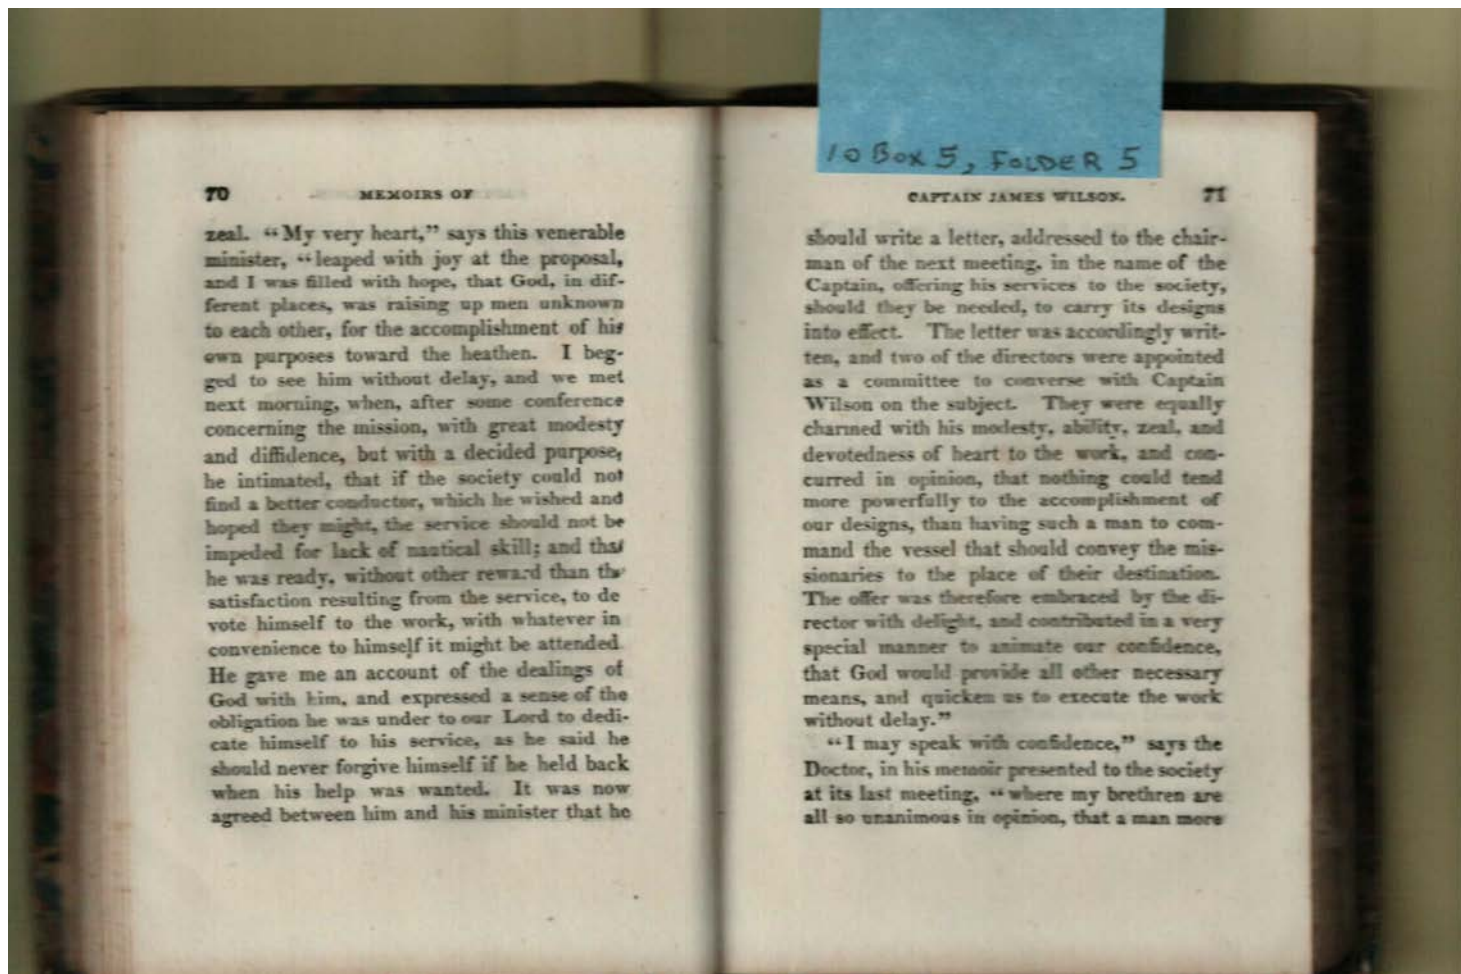 10 Box 5, FOLDER 5
70 MEMOIRS OF
zeal. “My very heart,” says this venerable
minister, “leaped with joy at the proposal,
and I was filled with hope, that God, in dif-
ferent places, was raising up men unknown
to each other, for the accomplishment of his
own purposes toward the heathen. I beg-
ged to see him without delay, and we met
next morning, when, after some conference
concerning the mission, with great modesty
and diffidence, but with a decided purpose,
he intimated, that if the society could not
find a better conductor, which he wished and
hoped they might, the service should not be
impeded for lack of nautical skill; and that
he was ready, without other reward than the
satisfaction resulting from the service, to de
vote himself to the work, with whatever in
convenience to himself it might be attended.
He gave me an account of the dealings of
God with him, and expressed a sense of the
obligation he was under to our Lord to dedi-
cate himself to his service, as he said he
should never forgive himself if he held back
when his help was wanted. It was now
agreed between him and his minister that he
CAPTAIN JAMES WILSON. 71
should write a letter, addressed to the chair-
man of the next meeting, in the name of the
Captain, offering his services to the society,
should they be needed, to carry its designs
into effect. The letter was accordingly writ-
ten, and two of the directors were appointed
as a committee to converse with Captain
Wilson on the subject. They were equally
charmed with his modesty, ability, zeal, and
devotedness of heart to the work, and con-
curred in opinion, that nothing could tend
more powerfully to the accomplishment of
our designs, than having such a man to com-
mand the vessel that should convey the mis-
sionaries to the place of their destination.
The offer was therefore embraced by the di-
rector with delight, and contributed in a very
special manner to animate our confidence,
that God would provide all other necessary
means, and quicken us to execute the work
without delay.”
“I may speak with confidence,” says the
Doctor, in his memoir presented to the society
at its last meeting, “where my brethren are
all so unanimous in opinion, that a man more